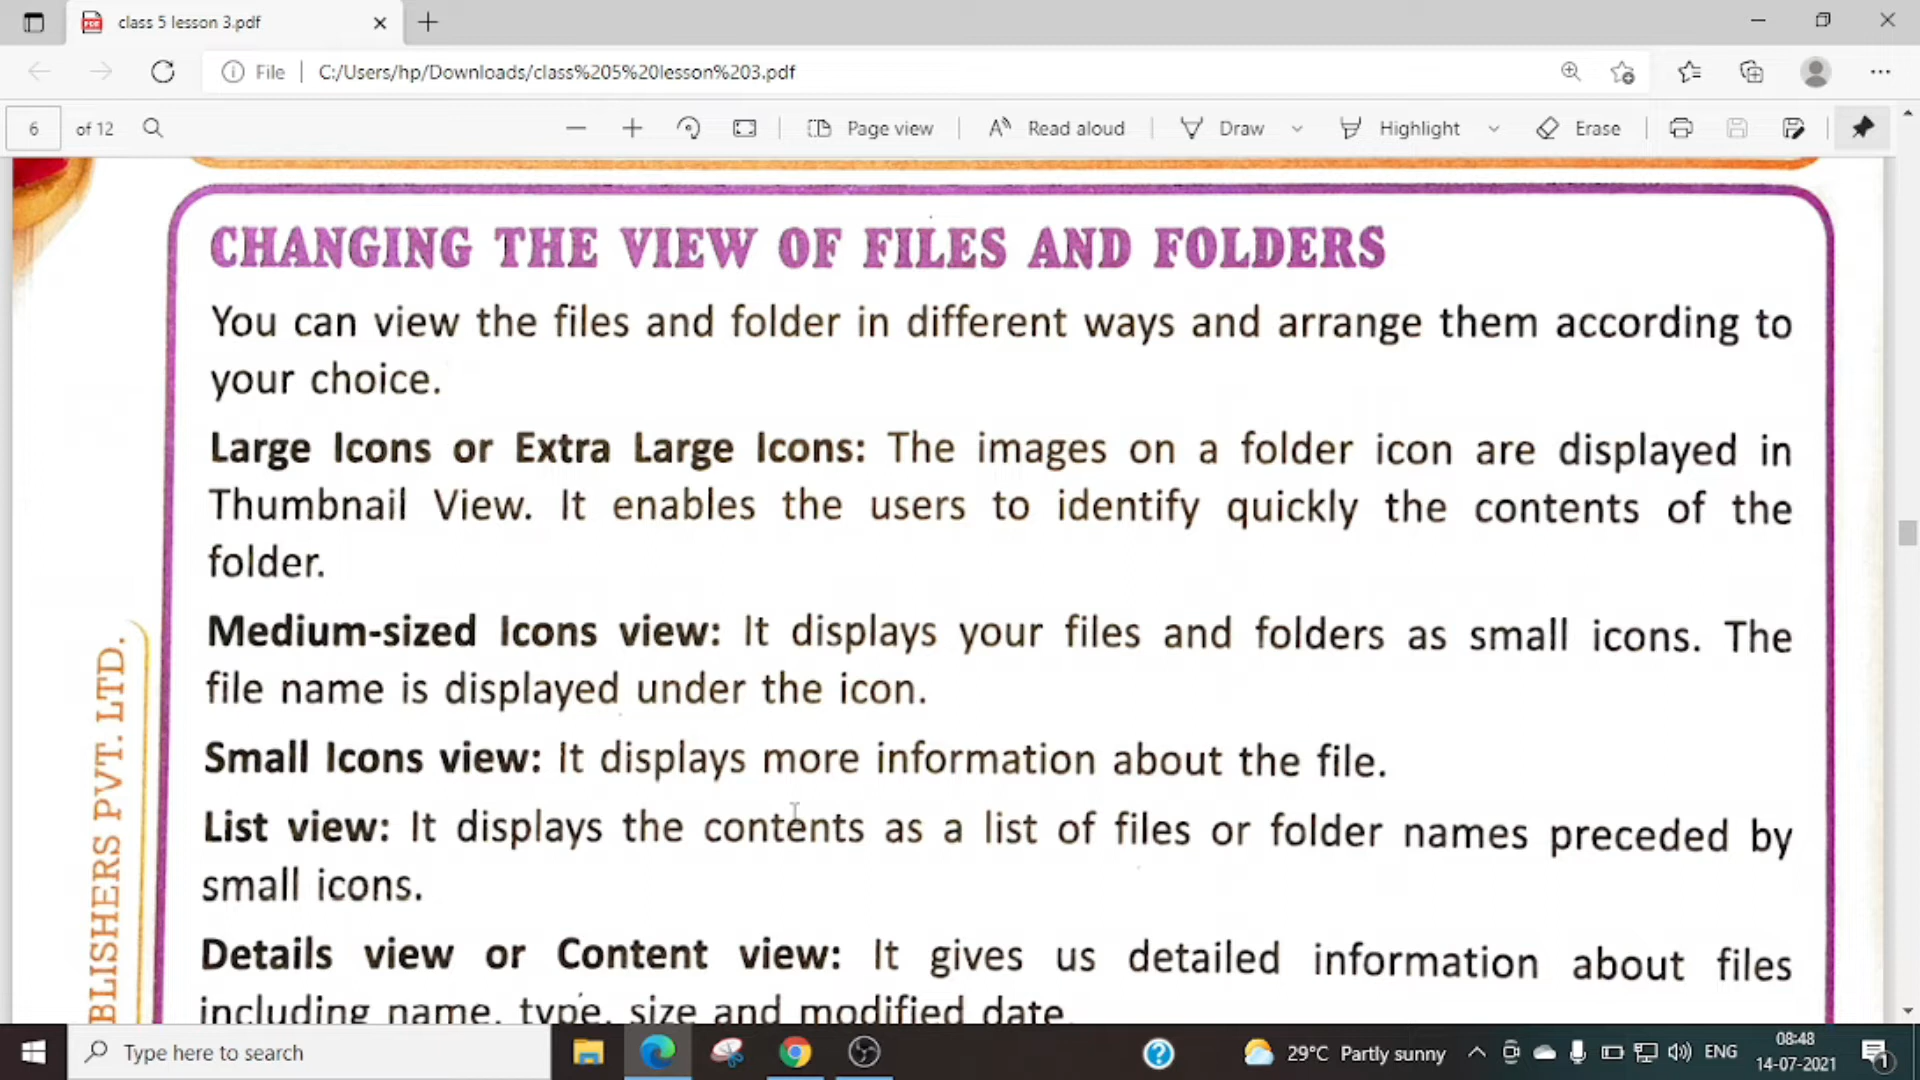 class 5 lesson 3.pdf
File
C:/Users/hp/Downloads/class%205%20lesson%203.pdf
6 of 12
Page view
Read aloud
Draw
Highlight
Erase
CHANGING THE VIEW OF FILES AND FOLDERS
You can view the files and folder in different ways and arrange them according to
your choice.
Large Icons or Extra Large Icons: The images on a folder icon are displayed in
Thumbnail View. It enables the users to identify quickly the contents of the
folder.
Medium-sized Icons view: It displays your files and folders as small icons. The
file name is displayed under the icon.
Small Icons view: It displays more information about the file.
List view: It displays the contents as a list of files or folder names preceded by
small icons.
Details view or Content view: It gives us detailed information about files
including name, type, size and modified date.
BLISHERS PVT. LTD.
Type here to search
29°C Partly sunny
ENG
08:48
14-07-2021
1